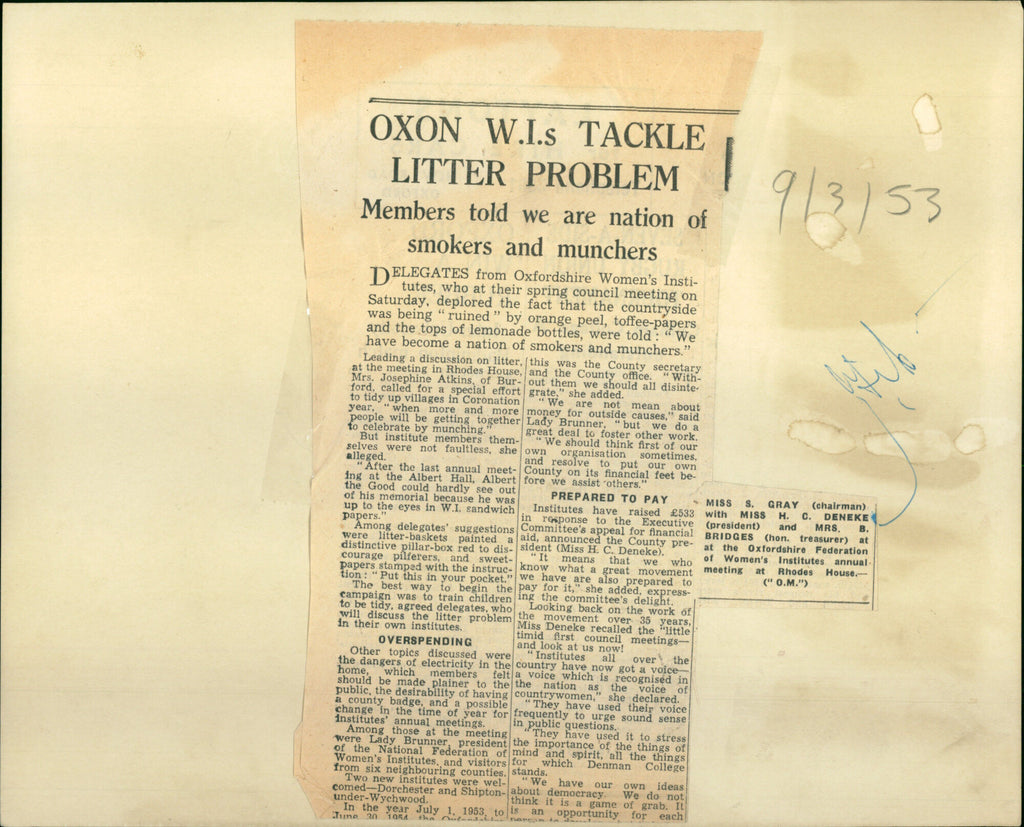 OXON W.I.s TACKLE
LITTER PROBLEM
Members told we are nation of
smokers and munchers
DELEGATES from Oxfordshire Women's Insti-
tutes, who at their spring council meeting on
Saturday, deplored the fact that the countryside
was being "ruined" by orange peel, toffee-papers
and the tops of lemonade bottles, were told: "We
have become a nation of smokers and munchers."
Leading a discussion on litter,
at the meeting in Rhodes House,
Mrs. Josephine Atkins, of Bur-
ford, called for a special effort
to tidy up villages in Coronation
year, "when more and more
people will be getting together
to celebrate by munching."
But institute members them-
selves were not faultless, she
alleged.
"After the last annual meet-
ing at the Albert Hall, Albert
the Good could hardly see out
of his memorial because he was
up to the eyes in W.I. sandwich
papers."
Among delegates' suggestions
were litter-baskets painted a
distinctive pillar-box red to dis-
courage pilferers, and sweet-
papers stamped with the instruc-
tion: "Put this in your pocket."
The best way to begin the
campaign was to train children
to be tidy, agreed delegates, who
will discuss the litter problem
in their own institutes.
OVERSPENDING
Other topics discussed were
the dangers of electricity in the
home, which members felt
should be made plainer to the
public, the desirability of having
a county badge, and a possible
change in the time of year for
institutes' annual meetings.
Among those at the meeting
were Lady Brunner, president
of the National Federation of
Women's Institutes, and visitors
from six neighbouring counties.
Two new institutes were wel-
comed—Dorchester and Shipton-
under-Wychwood.
In the year July 1, 1953, to
June 30, 1954, the Oxfordshire
this was the County secretary
and the County office. "With-
out them we should all disinte-
grate," she added.
"We are not mean about
money for outside causes," said
Lady Brunner, "but we do a
great deal to foster other work.
"We should think first of our
own organisation sometimes,
and resolve to put our own
County on its financial feet be-
fore we assist others."
PREPARED TO PAY
Institutes have raised £533
in response to the Executive
Committee's appeal for financial
aid, announced the County pre-
sident (Miss H. C. Deneke).
"It means that we who
know what a great movement
we have are also prepared to
pay for it," she added, express-
ing the committee's delight.
Looking back on the work of
the movement over 35 years,
Miss Deneke recalled the "little
timid first council meetings—
and look at us now!
"Institutes all over the
country have now got a voice—
a voice which is recognised in
the nation as the voice of
countrywomen," she declared.
"They have used their voice
frequently to urge sound sense
in public questions.
"They have used it to stress
the importance of the things of
mind and spirit, all the things
for which Denman College
stands.
"We have our own ideas
about democracy. We do not
think it is a game of grab. It
is an opportunity for each
9/3/53
MISS S. GRAY (chairman)
with MISS H. C. DENEKE
(president) and MRS. B.
BRIDGES (hon. treasurer) at
at the Oxfordshire Federation
of Women's Institutes annual
meeting at Rhodes House.—
("O.M.")